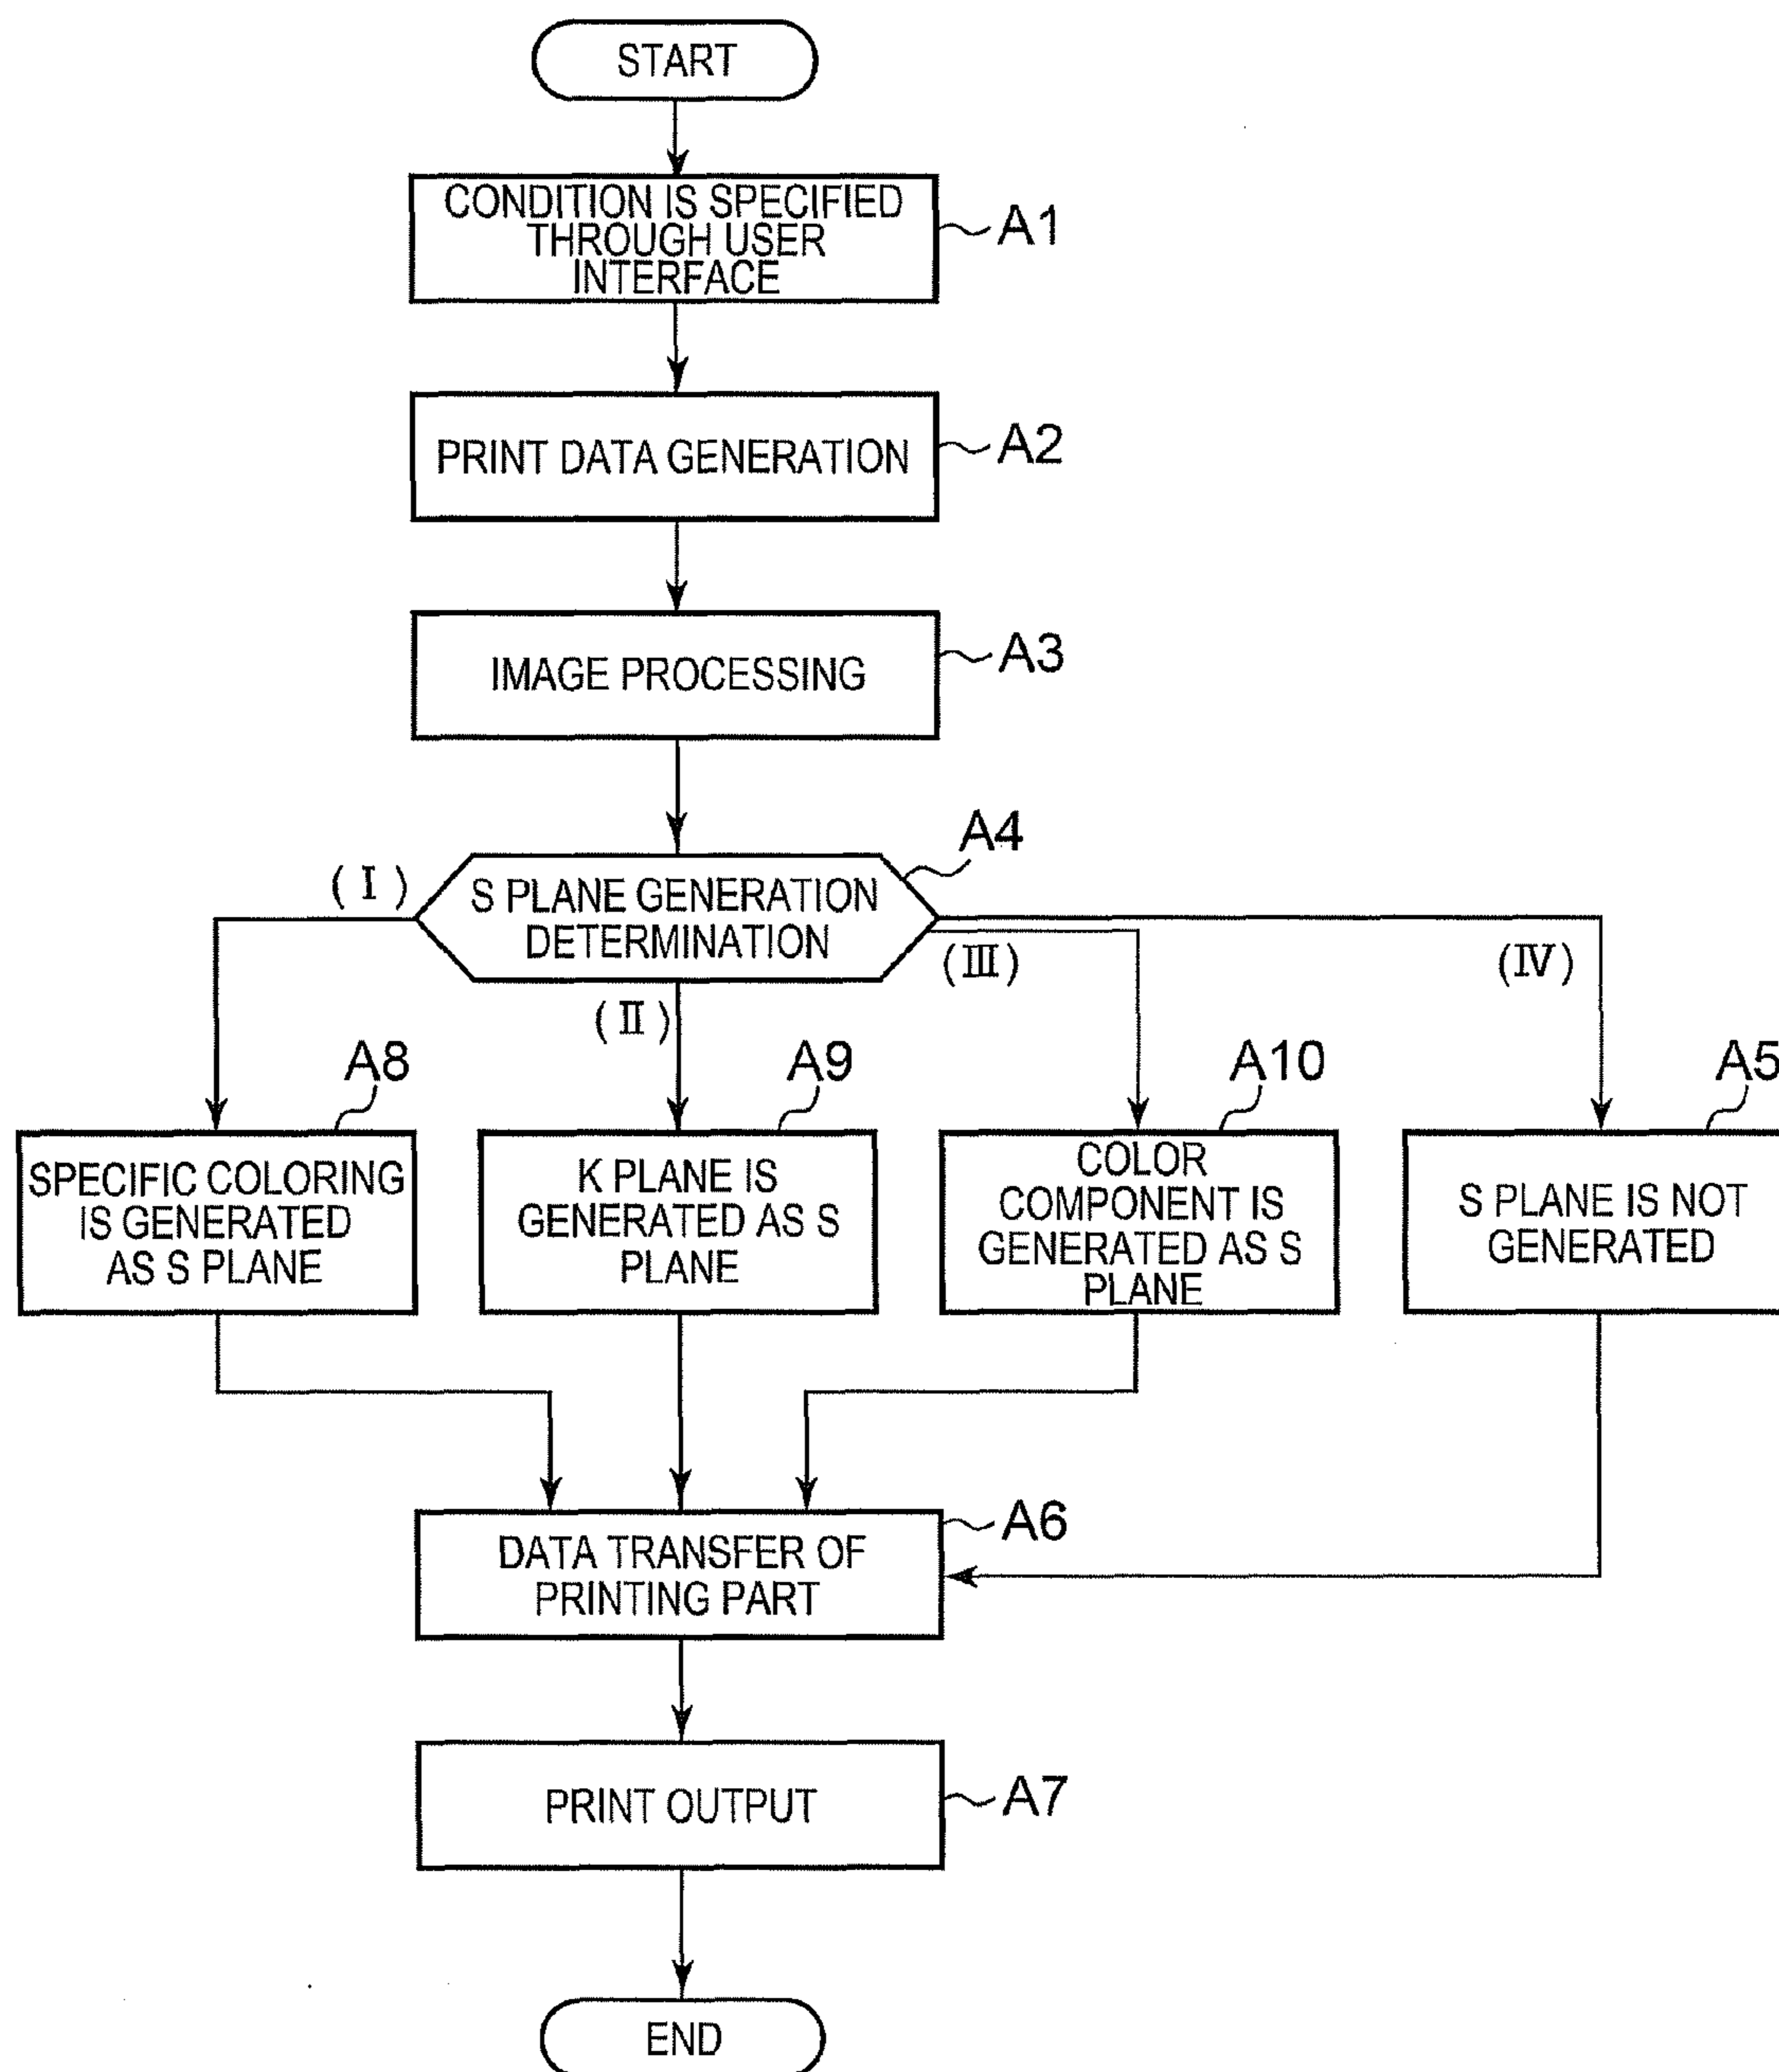 START
CONDITION IS SPECIFIED
THROUGH USER
INTERFACE
A1
PRINT DATA GENERATION
A2
IMAGE PROCESSING
A3
A4
S PLANE GENERATION
DETERMINATION
(I)
(II)
(III)
(IV)
A8
SPECIFIC COLORING
IS GENERATED
AS S PLANE
A9
K PLANE IS
GENERATED AS S
PLANE
A10
COLOR
COMPONENT IS
GENERATED AS S
PLANE
A5
S PLANE IS NOT
GENERATED
DATA TRANSFER OF
PRINTING PART
A6
PRINT OUTPUT
A7
END